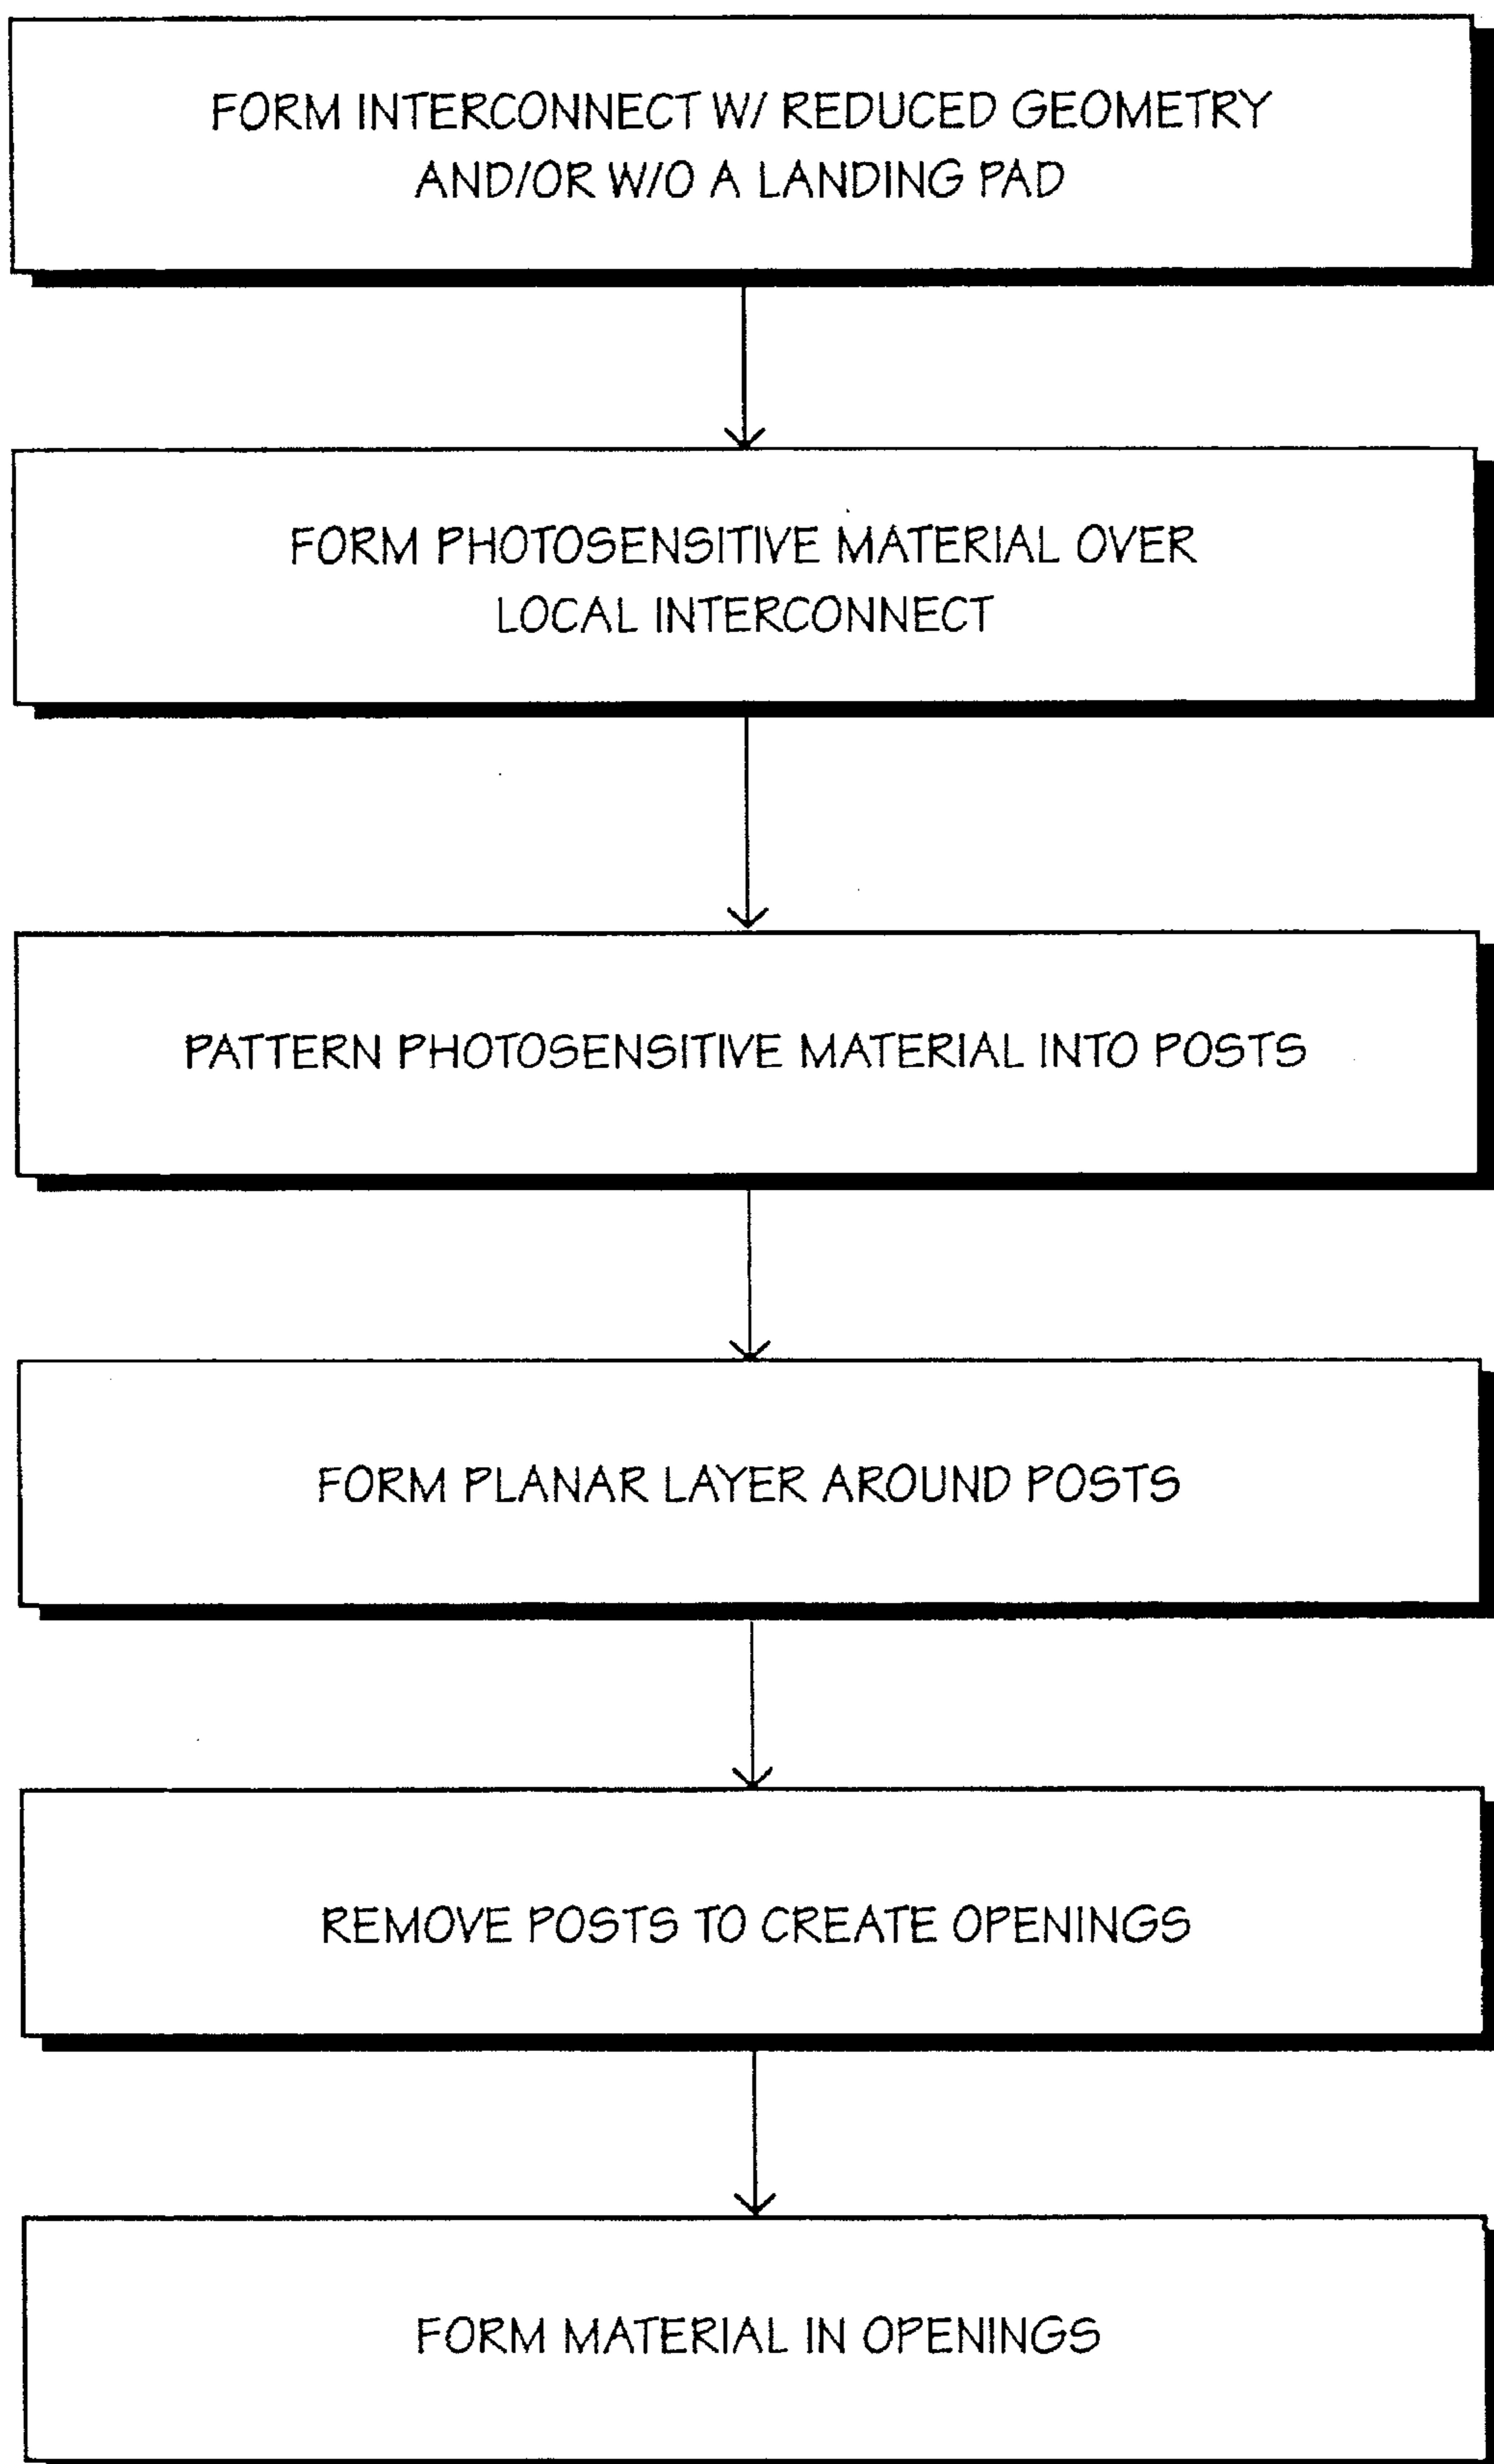 FORM INTERCONNECT W/ REDUCED GEOMETRY
AND/OR W/O A LANDING PAD
FORM PHOTOSENSITIVE MATERIAL OVER
LOCAL INTERCONNECT
PATTERN PHOTOSENSITIVE MATERIAL INTO POSTS
FORM PLANAR LAYER AROUND POSTS
REMOVE POSTS TO CREATE OPENINGS
FORM MATERIAL IN OPENINGS